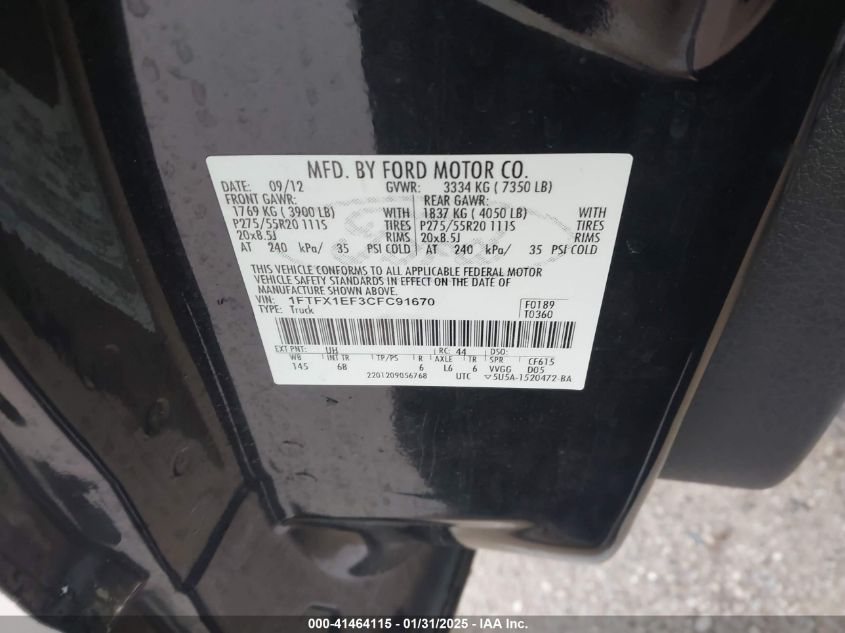 MFD. BY FORD MOTOR CO.
DATE: 09/12 GVWR: 3334 KG ( 7350 LB)
FRONT GAWR: REAR GAWR:
1769 KG ( 3900 LB) WITH 1837 KG ( 4050 LB) WITH
P275/55R20 111S TIRES P275/55R20 111S TIRES
20x8.5J RIMS 20x8.5J RIMS
AT 240 kPa/ 35 PSI COLD AT 240 kPa/ 35 PSI COLD
THIS VEHICLE CONFORMS TO ALL APPLICABLE FEDERAL MOTOR
VEHICLE SAFETY STANDARDS IN EFFECT ON THE DATE OF
MANUFACTURE SHOWN ABOVE.
VIN: 1FTFX1EF3CFC91670 F0189
TYPE: Truck T0360
EXT PNT: UH RC: 44 DSO:
WB INT TR TP/PS R AXLE TR SPR CF615
145 68 6 L6 6 VVGG D05
2201209056768 UTC ▽5U5A-1520472-BA
000-41464115 - 01/31/2025 - © IAA Holdings, LLC.